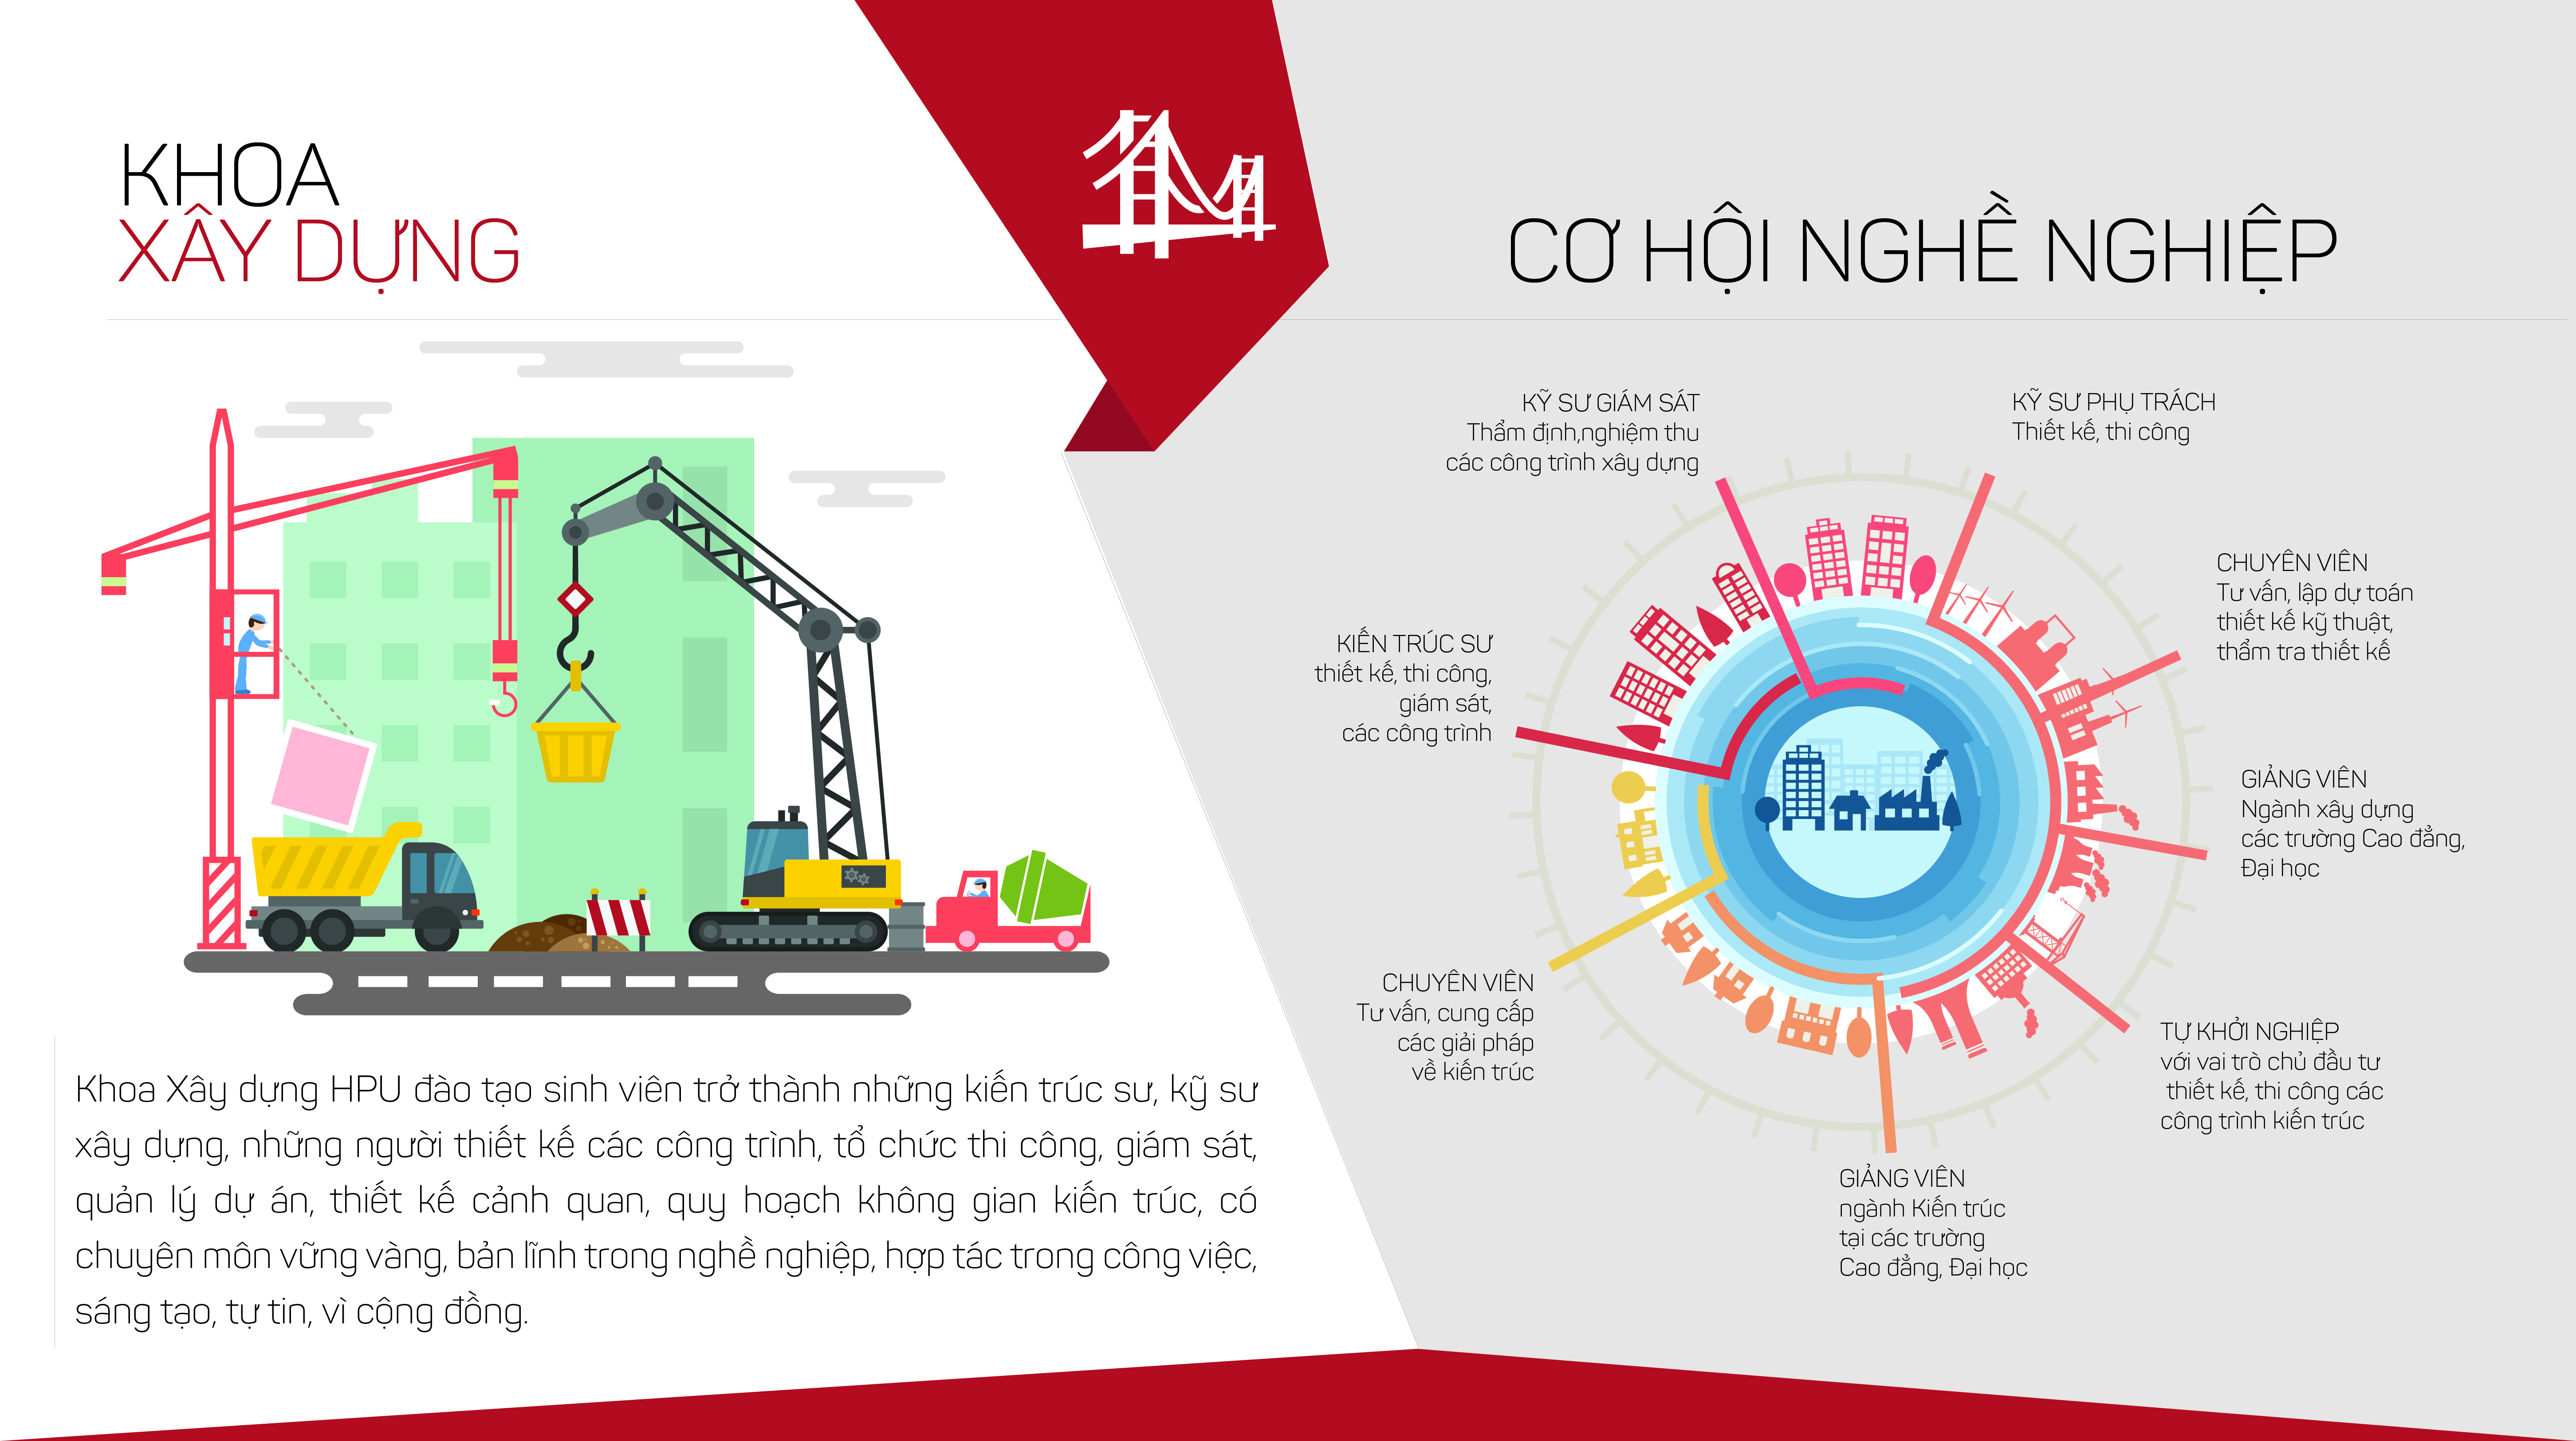 KHOA
XÂY DỰNG
Khoa Xây dựng HPU đào tạo sinh viên trở thành những kiến trúc sư, kỹ sư
xây dựng, những người thiết kế các công trình, tổ chức thi công, giám sát,
quản lý dự án, thiết kế cảnh quan, quy hoạch không gian kiến trúc, có
chuyên môn vững vàng, bản lĩnh trong nghề nghiệp, hợp tác trong công việc,
sáng tạo, tự tin, vì cộng đồng.
CƠ HỘI NGHỀ NGHIỆP
KỸ SƯ GIÁM SÁT
Thẩm định,nghiệm thu
các công trình xây dựng
KỸ SƯ PHỤ TRÁCH
Thiết kế, thi công
CHUYÊN VIÊN
Tư vấn, lập dự toán
thiết kế kỹ thuật,
thẩm tra thiết kế
GIẢNG VIÊN
Ngành xây dựng
các trường Cao đẳng,
Đại học
TỰ KHỞI NGHIỆP
với vai trò chủ đầu tư
thiết kế, thi công các
công trình kiến trúc
GIẢNG VIÊN
ngành Kiến trúc
tại các trường
Cao đẳng, Đại học
CHUYÊN VIÊN
Tư vấn, cung cấp
các giải pháp
về kiến trúc
KIẾN TRÚC SƯ
thiết kế, thi công,
giám sát,
các công trình